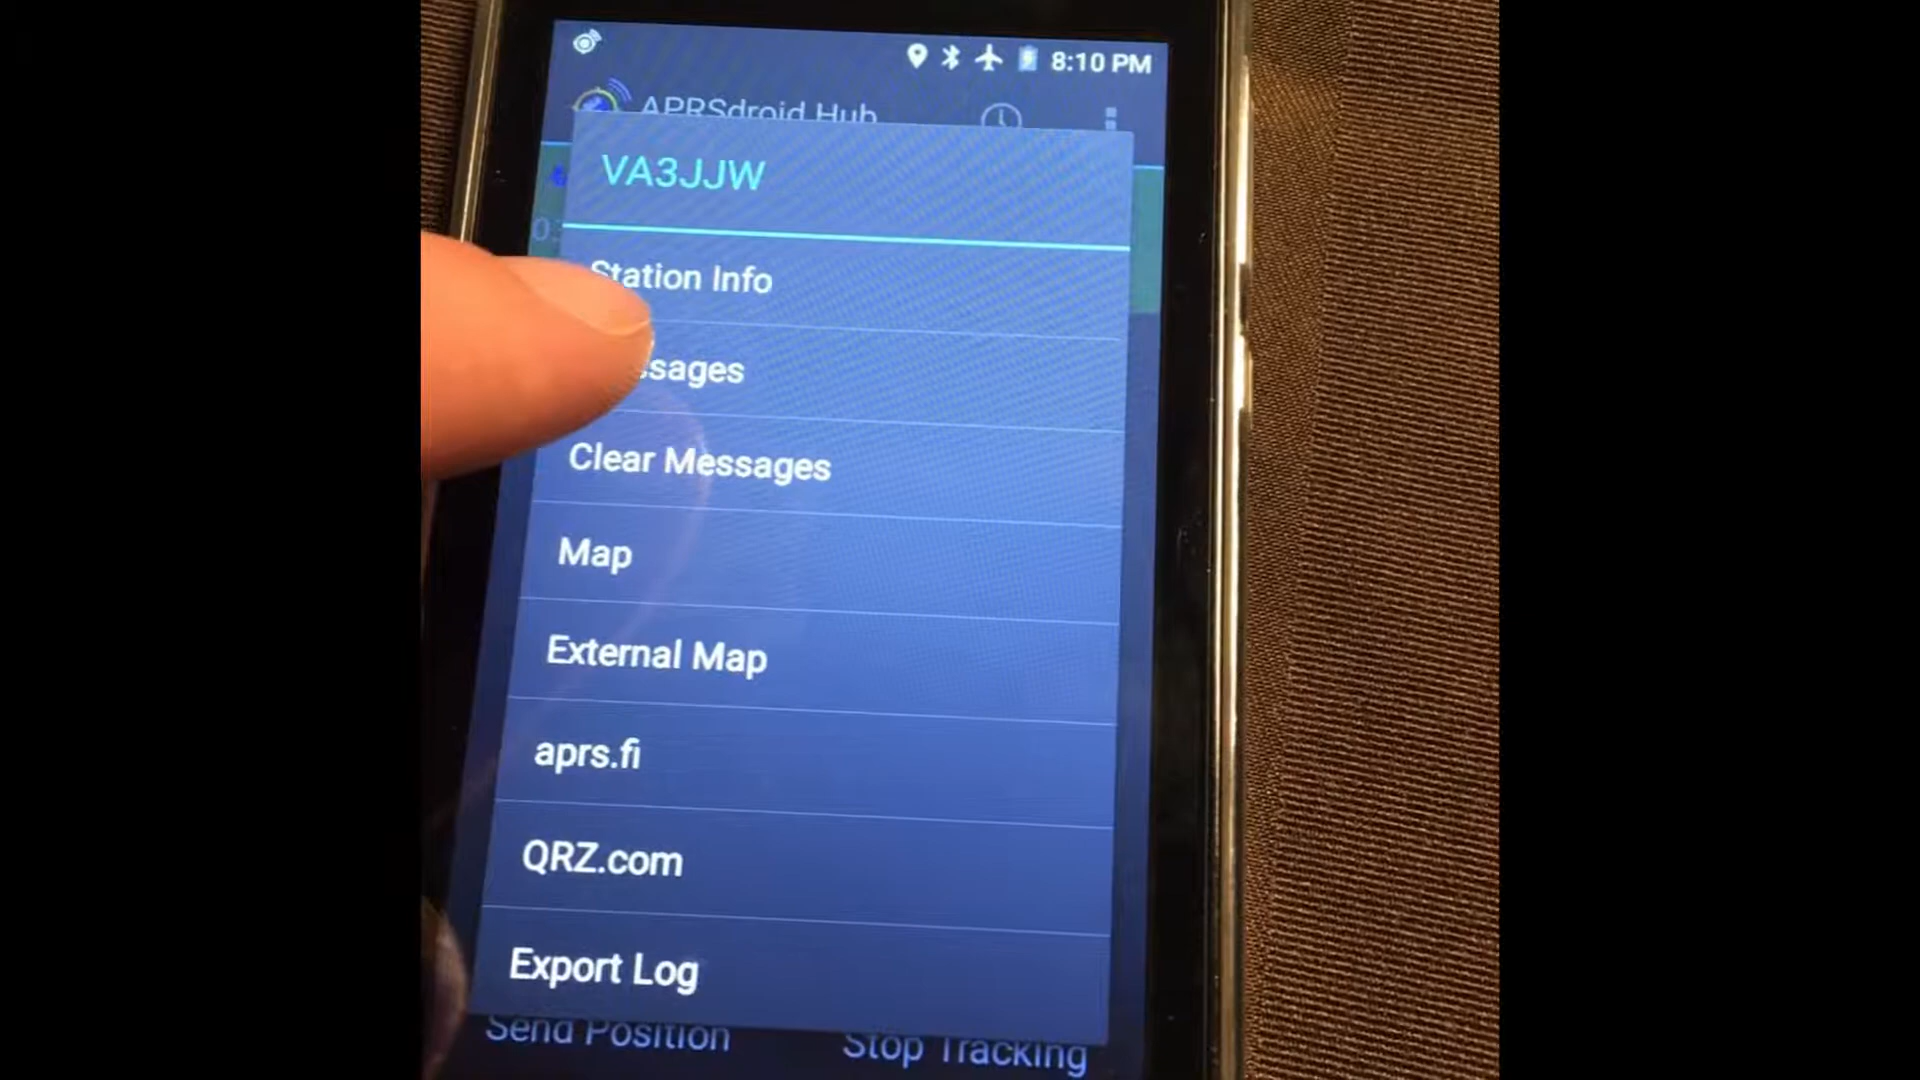 8:10 PM
APRSdroid Hub
VA3JJW
Station Info
ssages
Clear Messages
Map
External Map
aprs.fi
QRZ.com
Export Log
Send Position Stop Tracking